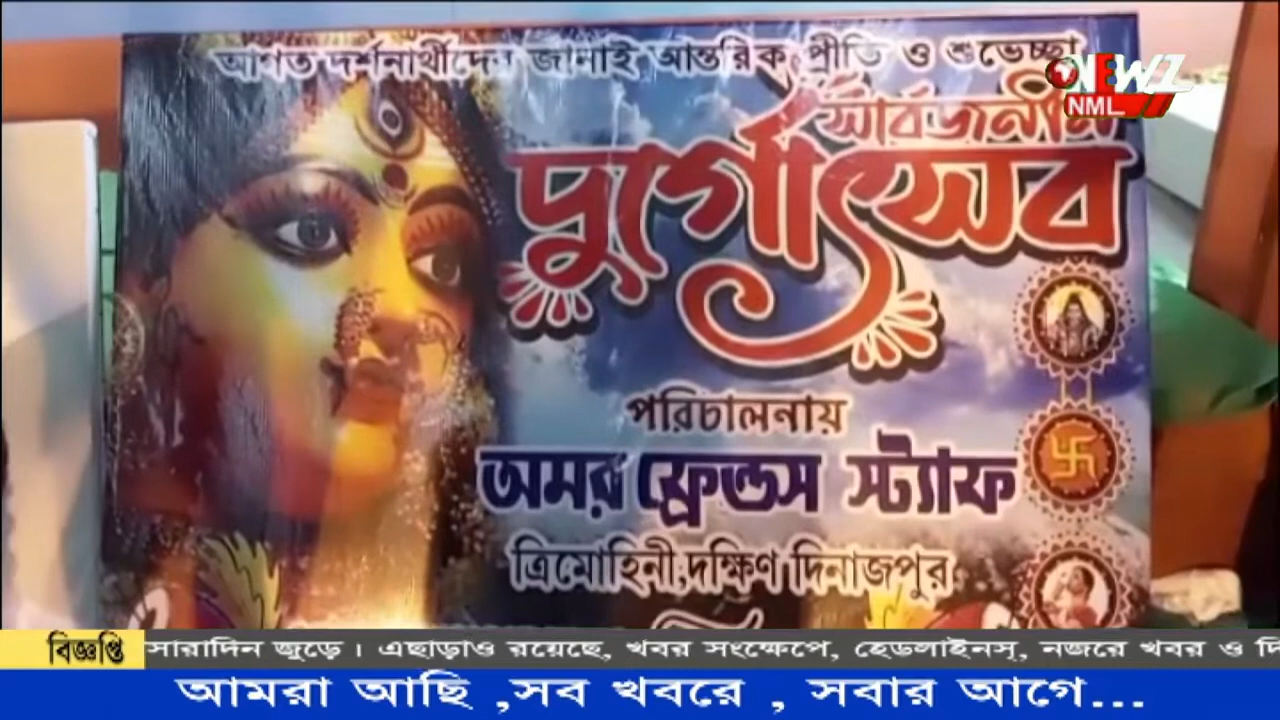 আগত দর্শনার্থীদের জানাই আন্তরিক প্রীতি ও শুভেচ্ছা
NEWZ
NML
সার্বজনীন
দুর্গোৎসব
পরিচালনায়
অমর ফ্রেন্ডস স্ট্যাফ
ত্রিমোহিনী,দক্ষিণ দিনাজপুর
বিজ্ঞপ্তি সারাদিন জুড়ে । এছাড়াও রয়েছে, খবর সংক্ষেপে, হেডলাইনস্, নজরে খবর ও
আমরা আছি ,সব খবরে , সবার আগে...